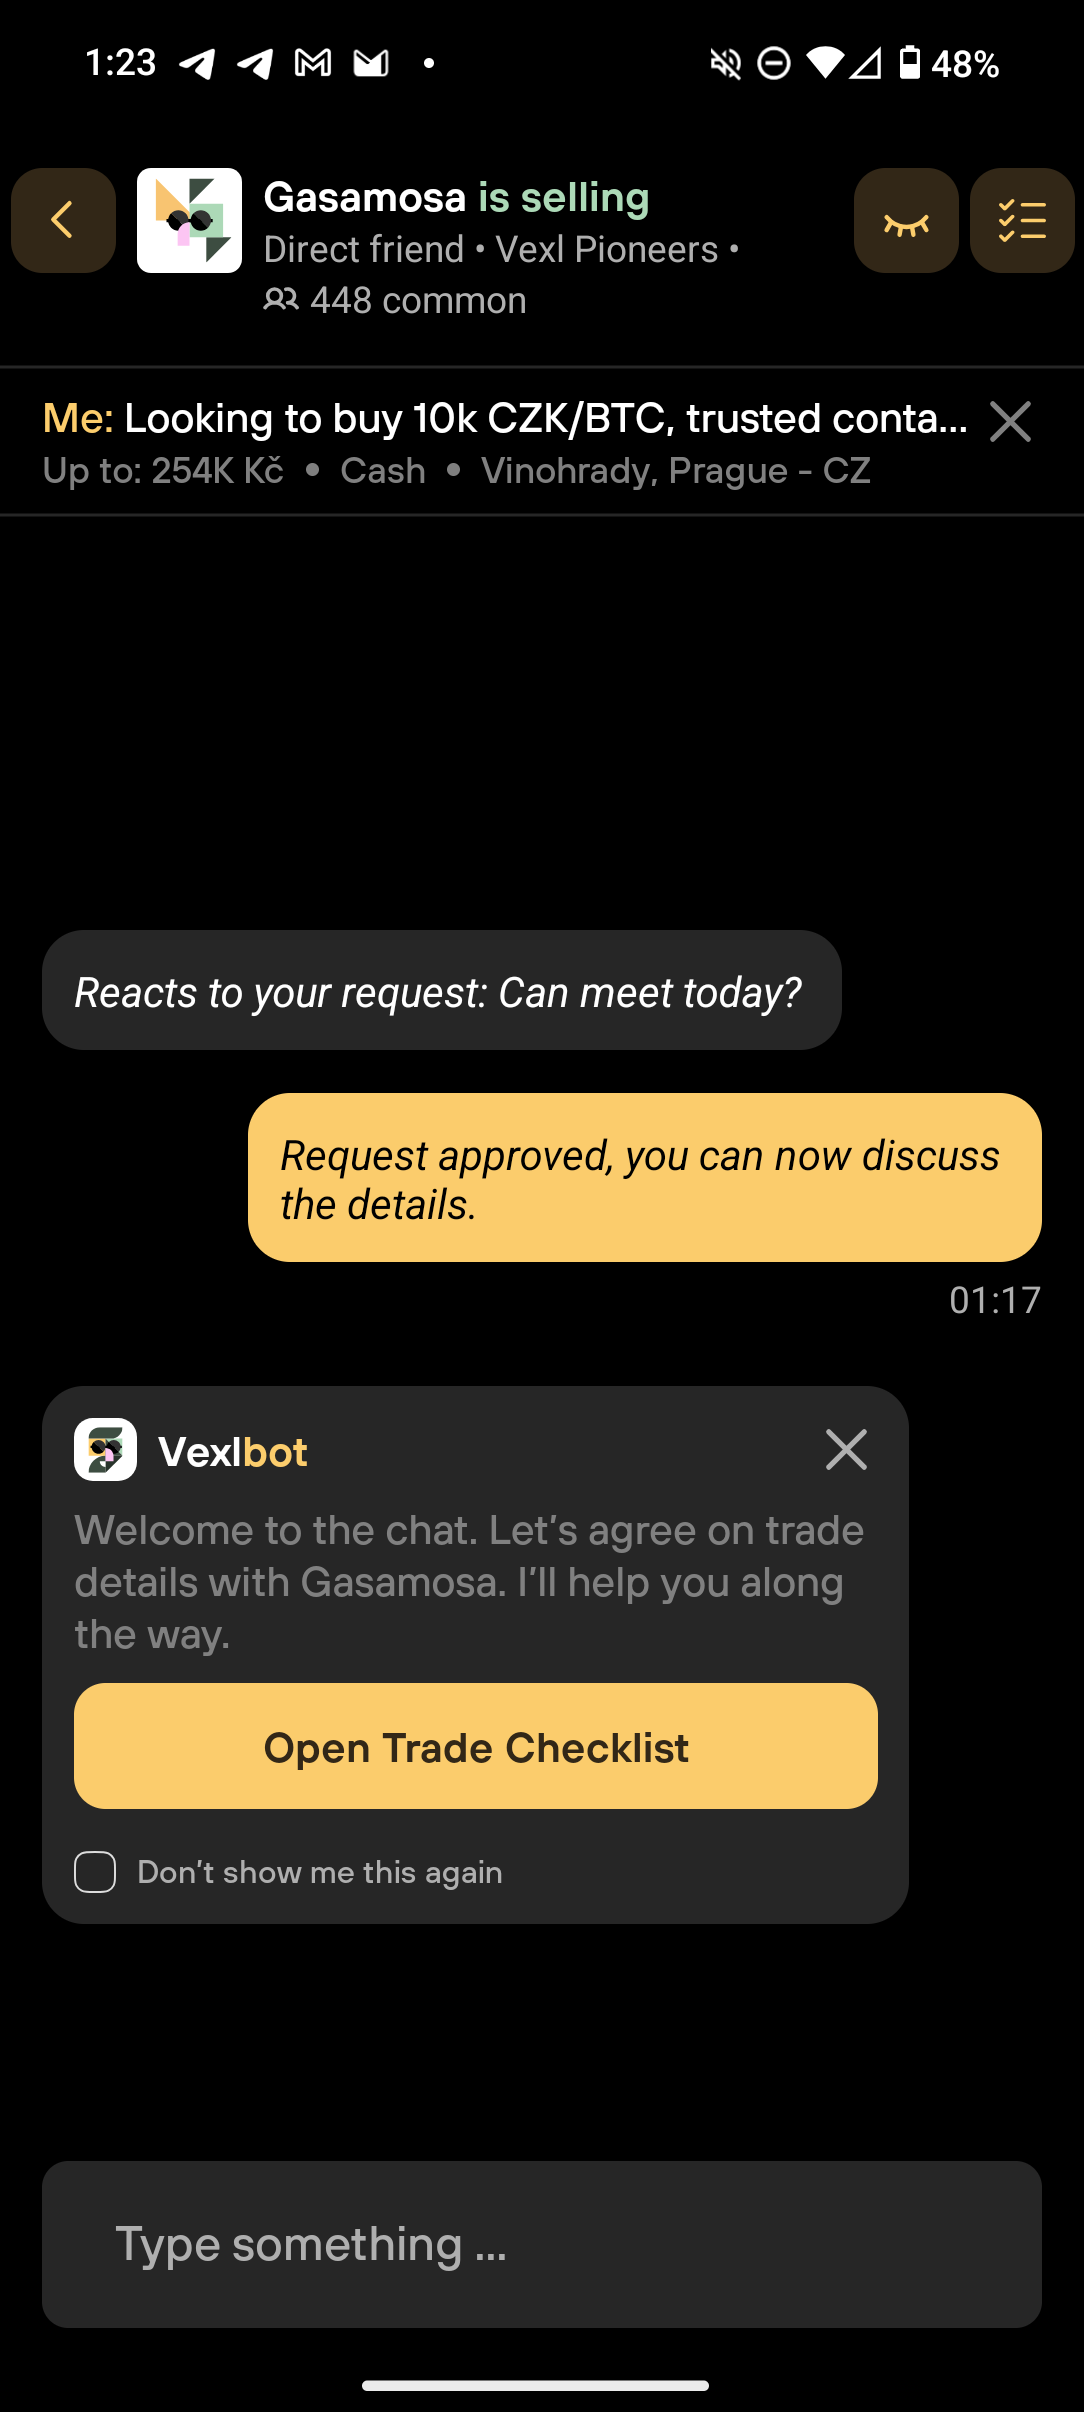 1:23
48%
Gasamosa is selling
Direct friend • Vexl Pioneers •
448 common
Me: Looking to buy 10k CZK/BTC, trusted conta...
Up to: 254K Kč • Cash • Vinohrady, Prague - CZ
Reacts to your request: Can meet today?
Request approved, you can now discuss
the details.
01:17
Vexlbot
Welcome to the chat. Let's agree on trade
details with Gasamosa. I'll help you along
the way.
Open Trade Checklist
Don't show me this again
Type something ...